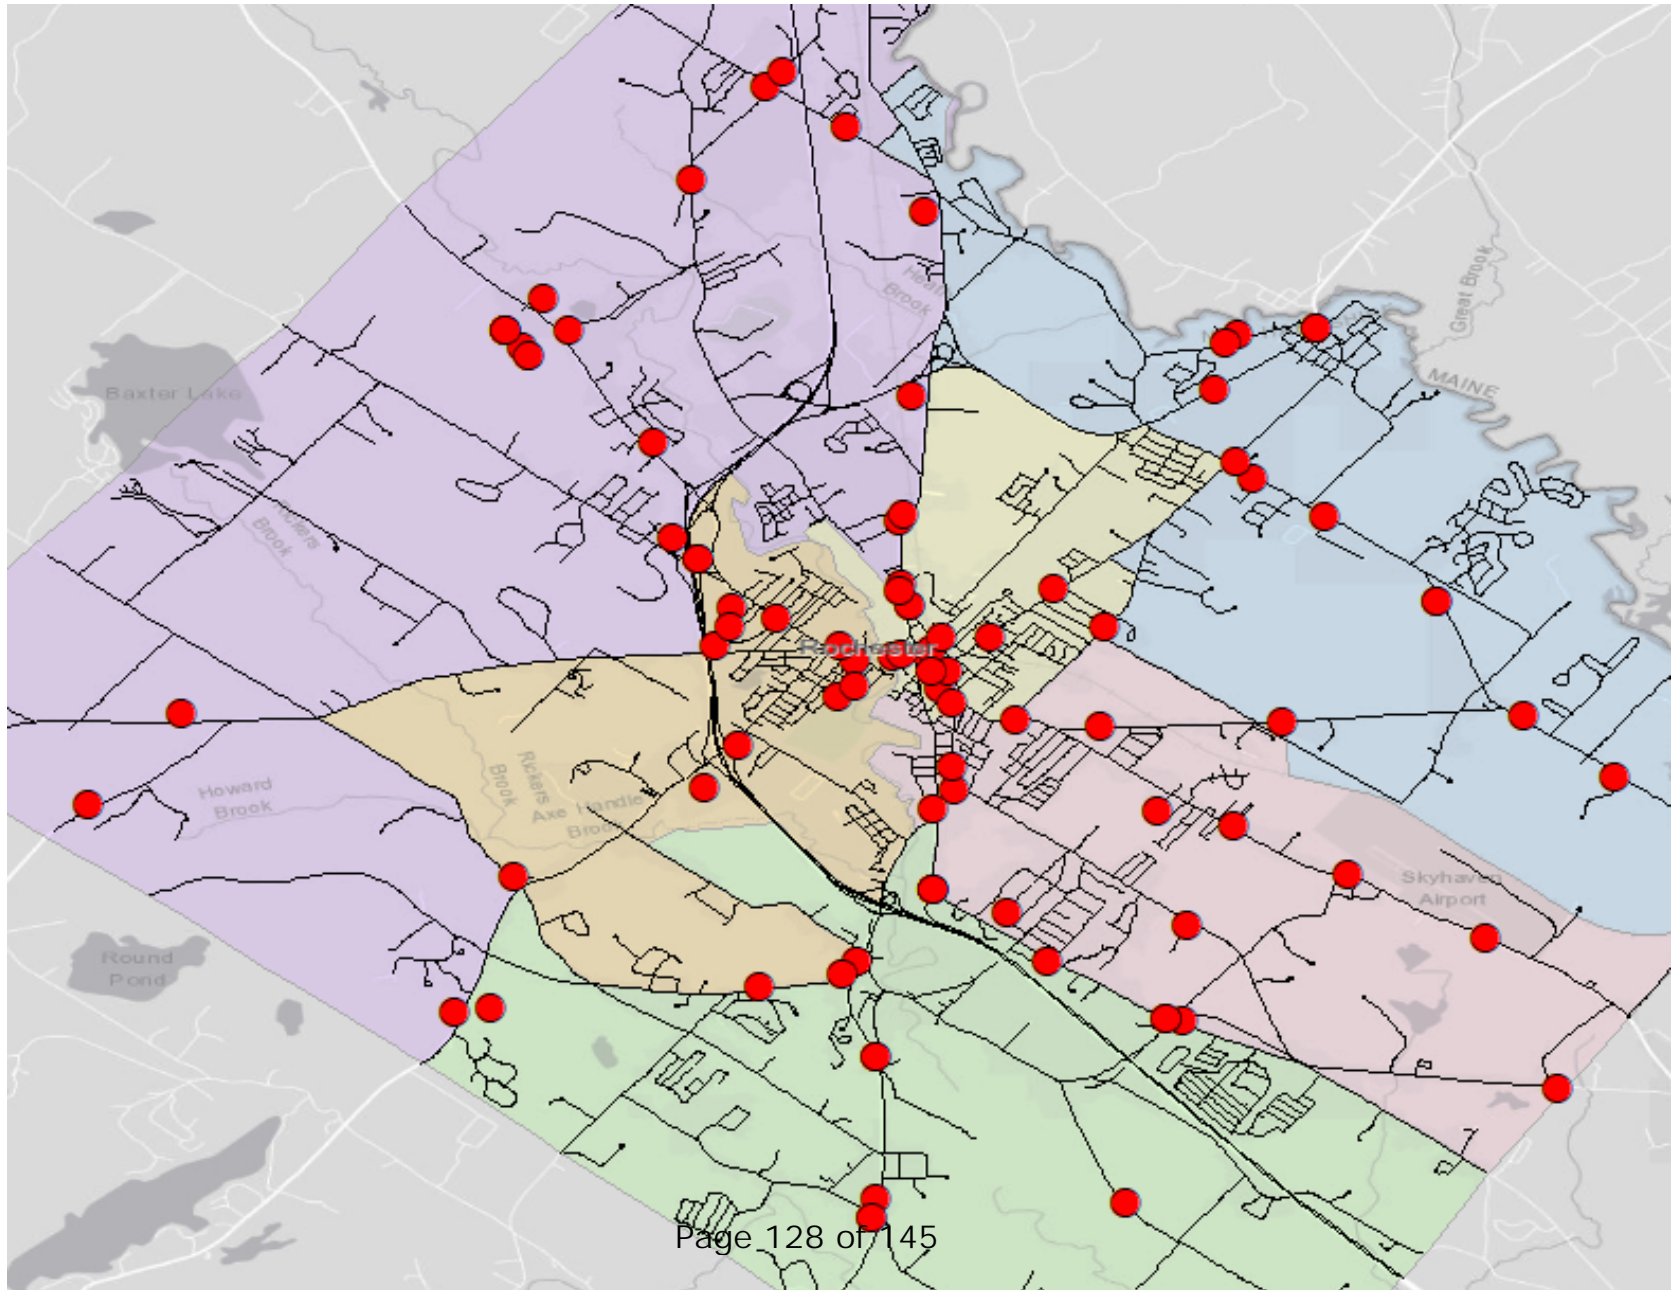 Great Brook
Heath
Brook
MAINE
Baxter Lake
Rickers
Brook
Rochester
Rickers
Brook
Howard
Brook
Axe Handle
Brook
Skyhaven
Airport
Round
Pond
Page 128 of 145